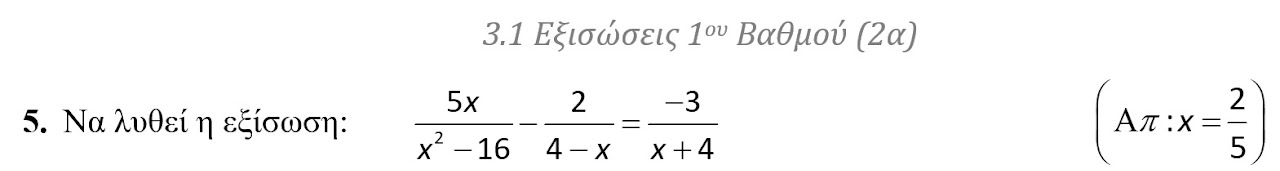 3.1 Εξισώσεις 1ου Βαθμού (2α)
5. Να λυθεί η εξίσωση: 5x/(x² − 16) − 2/(4 − x) = −3/(x + 4) (Απ : x = 2/5)